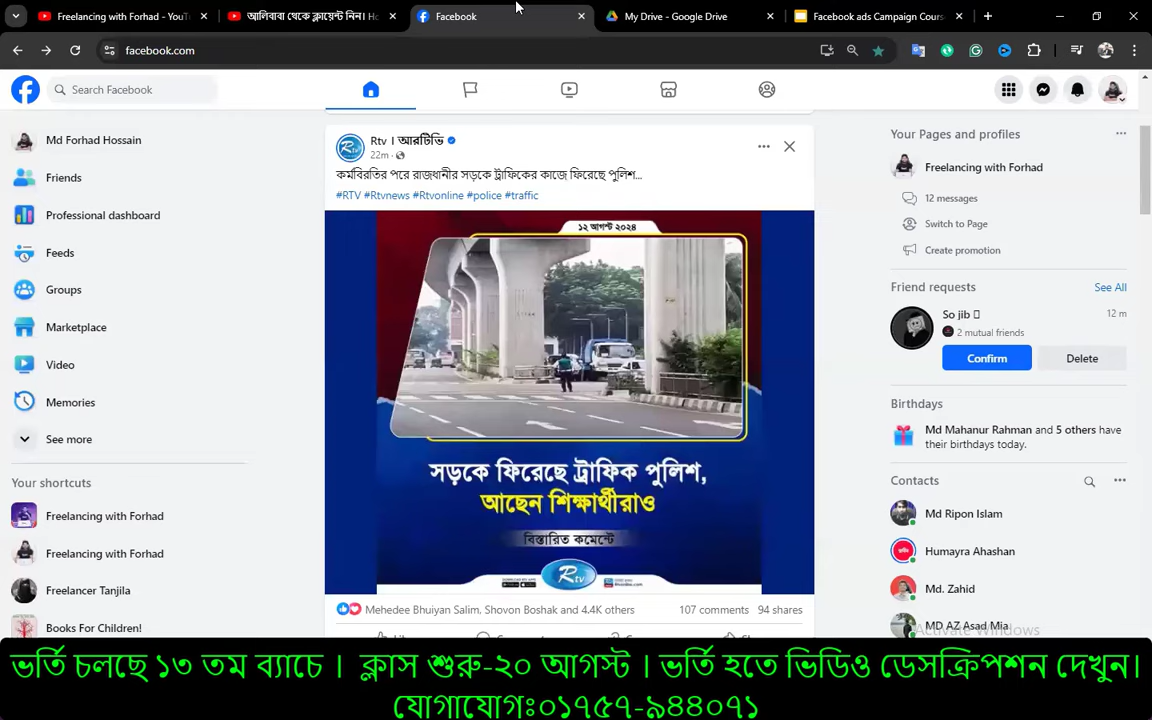 Freelancing with Forhad - YouT
আলিবাবা থেকে ক্লায়েন্ট নিন। Ho
Facebook
My Drive - Google Drive
Facebook ads Campaign Cours
facebook.com
Search Facebook
Md Forhad Hossain
Friends
Professional dashboard
Feeds
Groups
Marketplace
Video
Memories
See more
Your shortcuts
Freelancing with Forhad
Freelancing with Forhad
Freelancer Tanjila
Books For Children!
Rtv । আরটিভি
22m
কর্মবিরতির পরে রাজধানীর সড়কে ট্রাফিকের কাজে ফিরেছে পুলিশ...
#RTV #Rtvnews #Rtvonline #police #traffic
১২ আগস্ট ২০২৪
সড়কে ফিরেছে ট্রাফিক পুলিশ,
আছেন শিক্ষার্থীরাও
বিস্তারিত কমেন্টে
Rtv
Mehedee Bhuiyan Salim, Shovon Boshak and 4.4K others
107 comments
94 shares
Your Pages and profiles
Freelancing with Forhad
12 messages
Switch to Page
Create promotion
Friend requests
See All
So jib
12 m
2 mutual friends
Confirm
Delete
Birthdays
Md Mahanur Rahman and 5 others have
their birthdays today.
Contacts
Md Ripon Islam
Humayra Ahashan
Md. Zahid
MD AZ Asad Mia
Activate Windows
ভর্তি চলছে ১৩ তম ব্যাচে । ক্লাস শুরু-২০ আগস্ট । ভর্তি হতে ভিডিও ডেসক্রিপশন দেখুন।
যোগাযোগঃ০১৭৫৭-৯৪৪০৭১